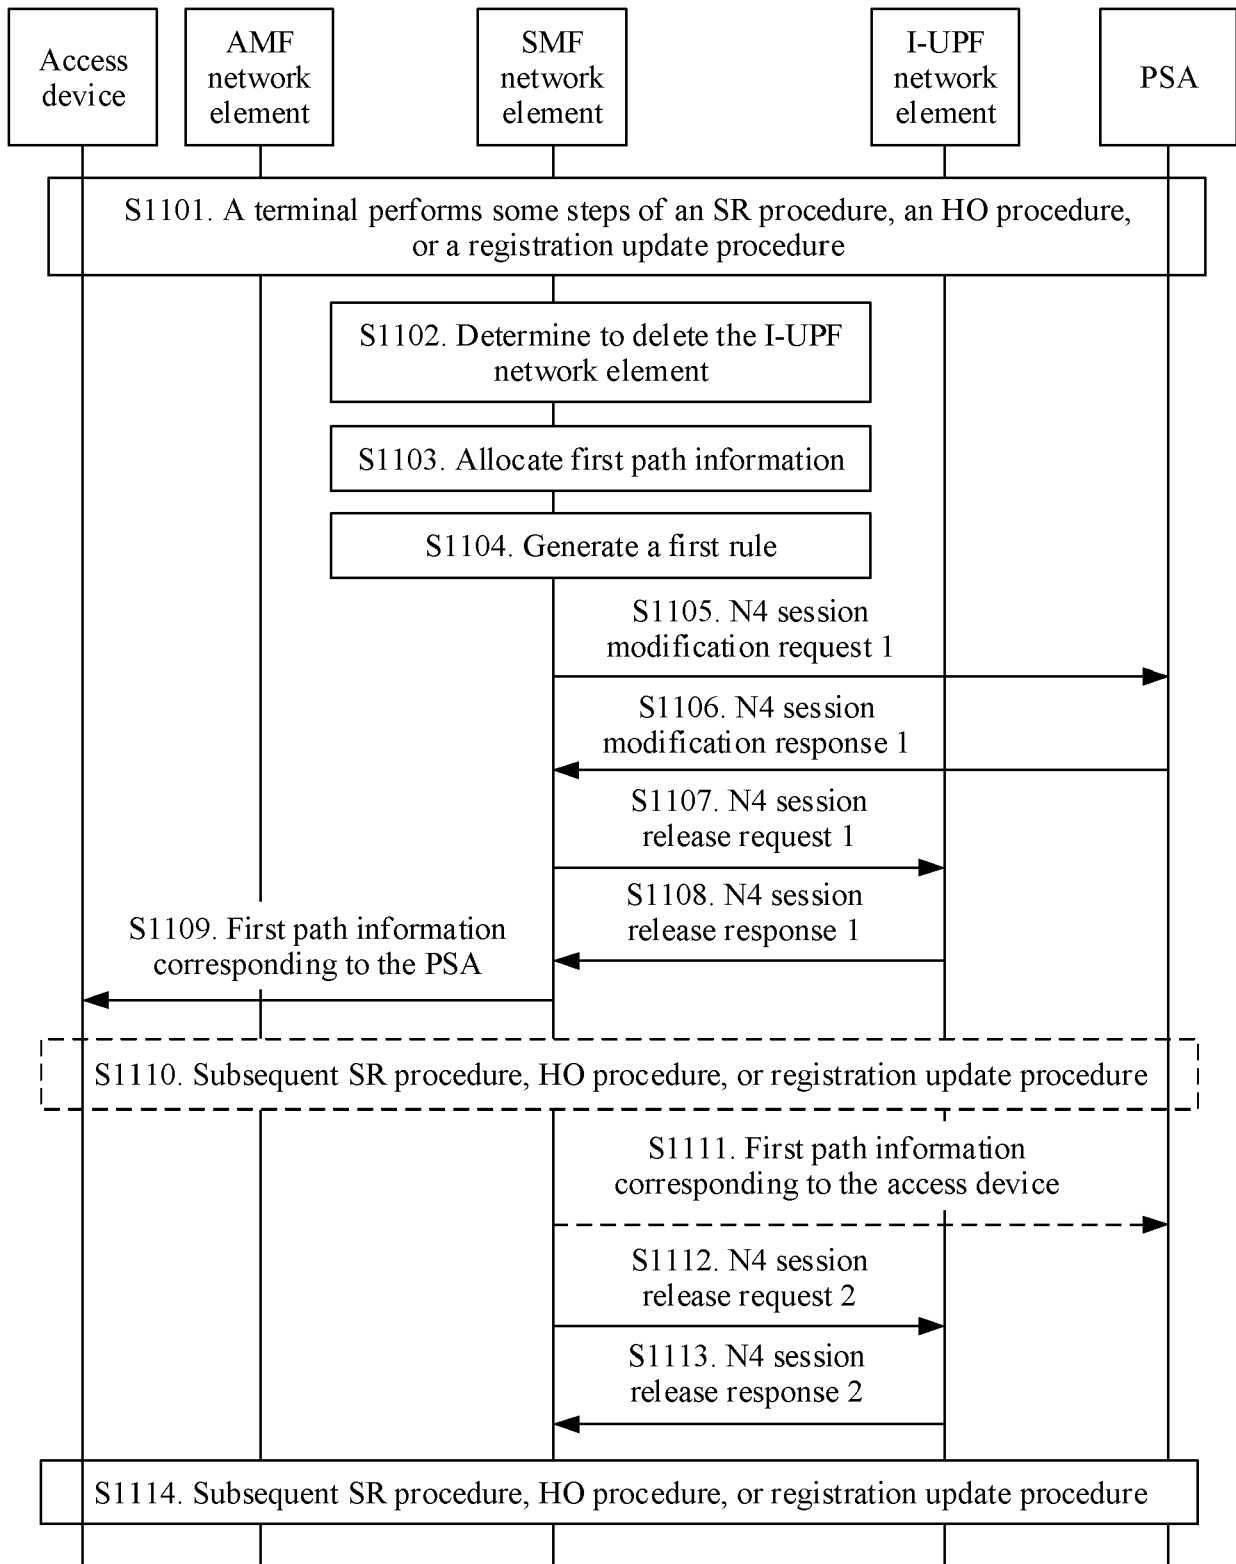 Access
device
AMF
network
element
SMF
network
element
I-UPF
network
element
PSA
S1101. A terminal performs some steps of an SR procedure, an HO procedure,
or a registration update procedure
S1102. Determine to delete the I-UPF
network element
S1103. Allocate first path information
S1104. Generate a first rule
S1105. N4 session
modification request 1
S1106. N4 session
modification response 1
S1107. N4 session
release request 1
S1108. N4 session
release response 1
S1109. First path information
corresponding to the PSA
S1110. Subsequent SR procedure, HO procedure, or registration update procedure
S1111. First path information
corresponding to the access device
S1112. N4 session
release request 2
S1113. N4 session
release response 2
S1114. Subsequent SR procedure, HO procedure, or registration update procedure